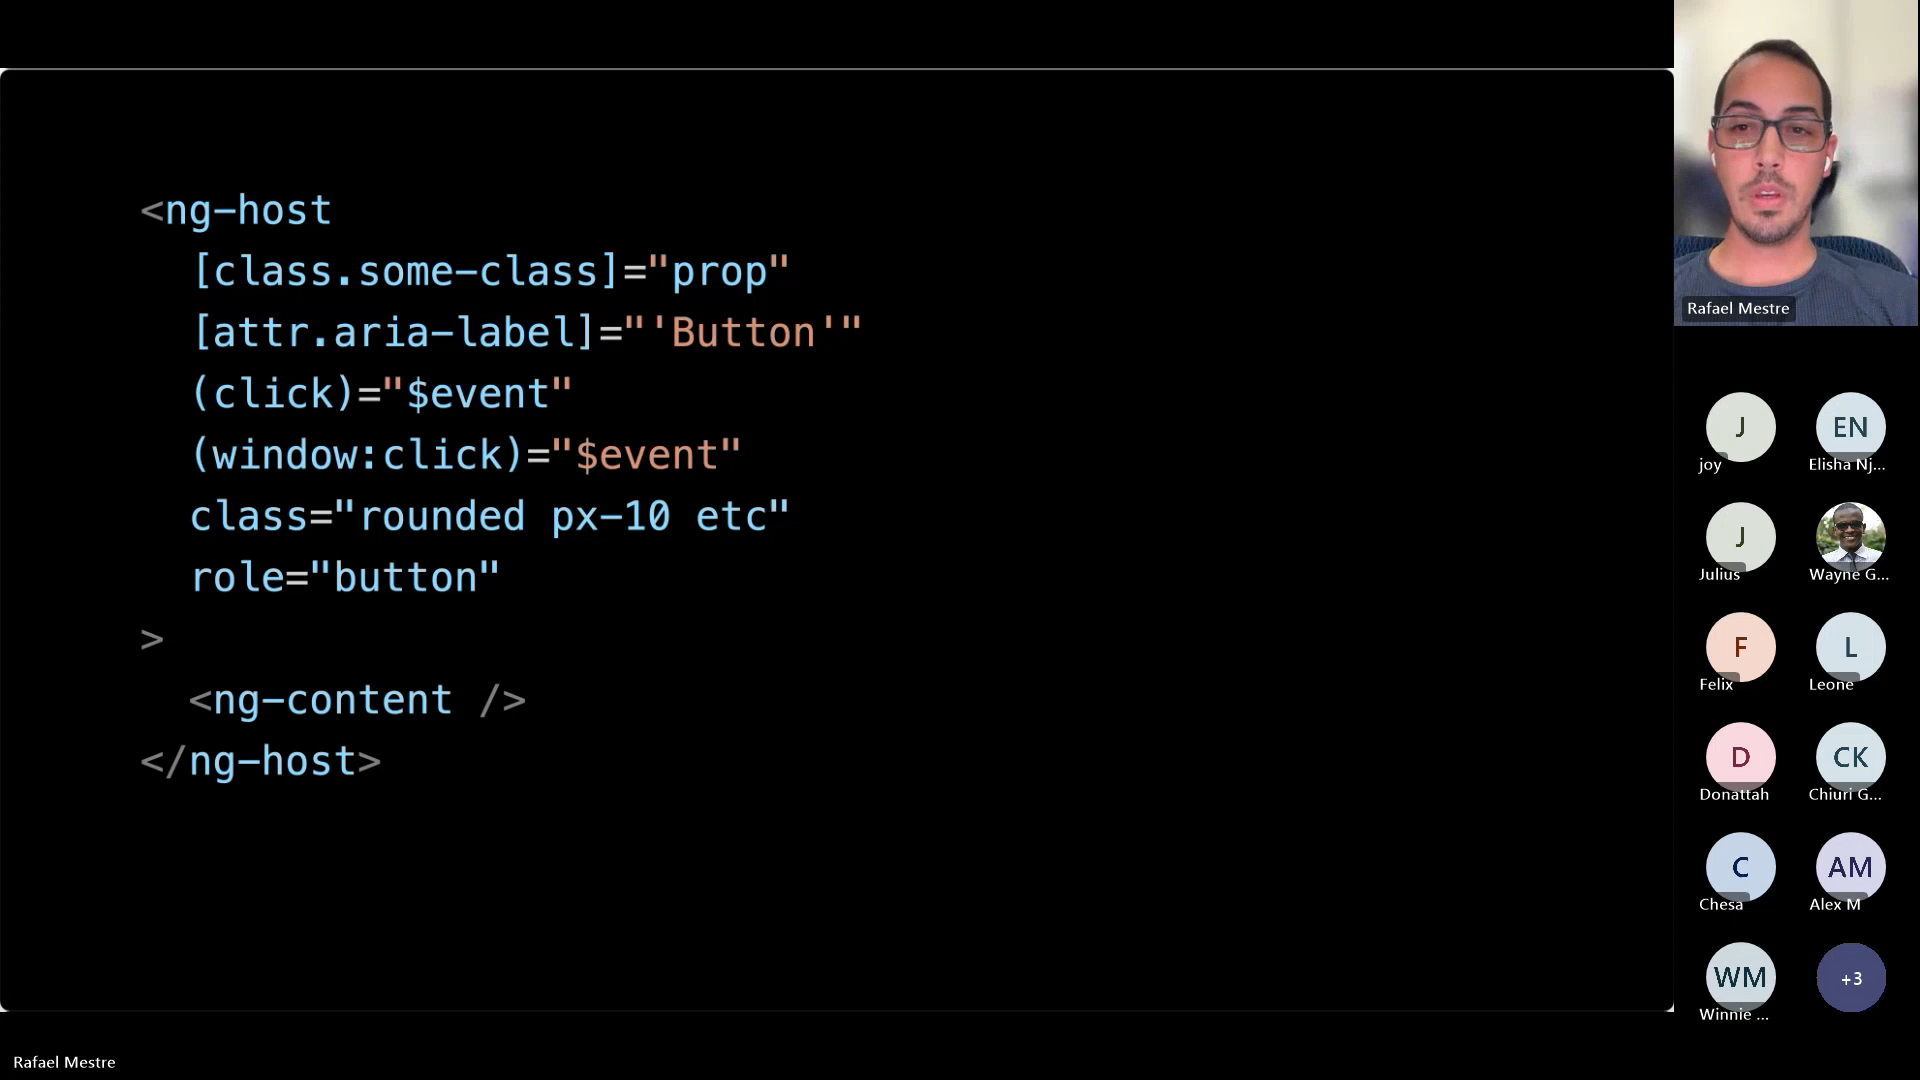 <ng-host
[class.some-class]="prop"
[attr.aria-label]="'Button'"
(click)="$event"
(window:click)="$event"
class="rounded px-10 etc"
role="button"
>
<ng-content />
</ng-host>
Rafael Mestre
J
joy
EN
Elisha Nj...
J
Julius
Wayne G...
F
Felix
L
Leone
D
Donattah
CK
Chiuri G...
C
Chesa
AM
Alex M
WM
Winnie ...
+3
Rafael Mestre